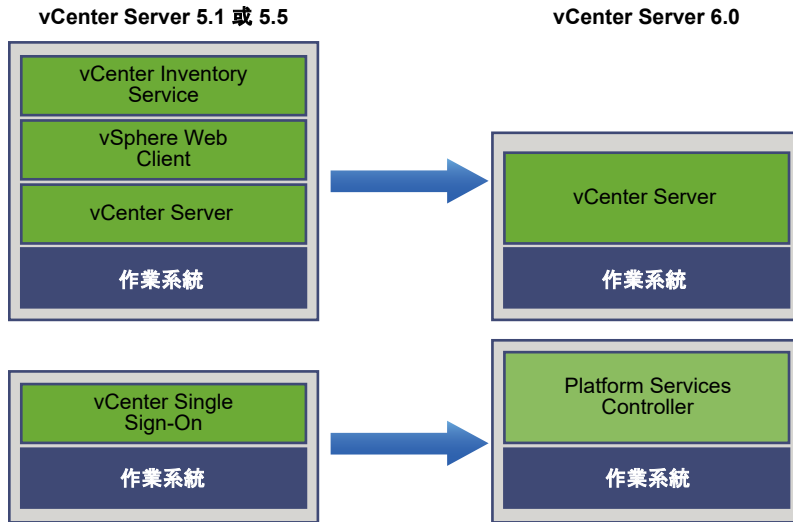 vCenter Server 5.1 或 5.5
vCenter Server 6.0
vCenter Inventory
Service
vSphere Web
Client
vCenter Server
作業系統
vCenter Server
作業系統
vCenter Single
Sign-On
作業系統
Platform Services
Controller
作業系統